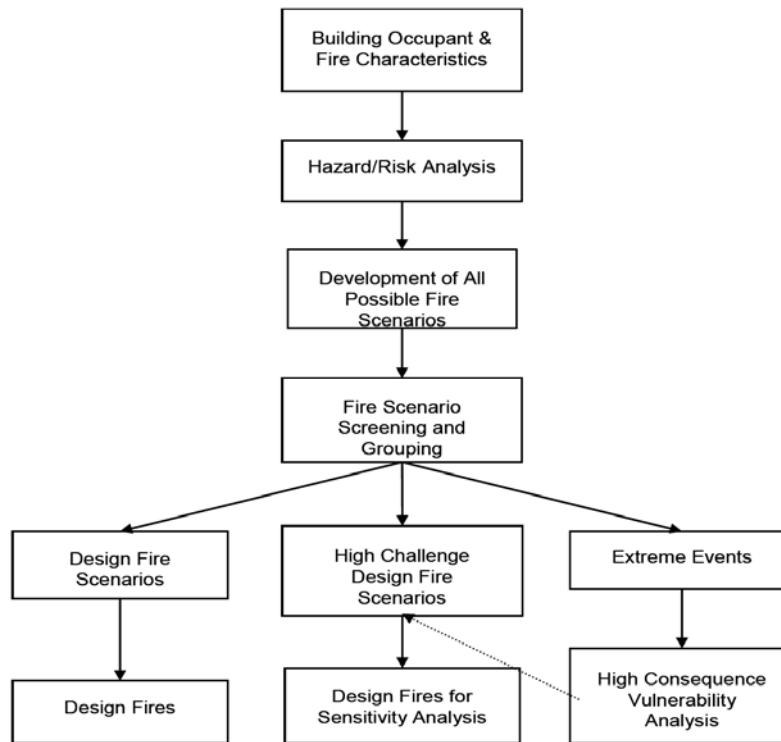 Building Occupant &
Fire Characteristics
Hazard/Risk Analysis
Development of All
Possible Fire
Scenarios
Fire Scenario
Screening and
Grouping
Design Fire
Scenarios
High Challenge
Design Fire
Scenarios
Extreme Events
Design Fires
Design Fires for
Sensitivity Analysis
High Consequence
Vulnerability
Analysis